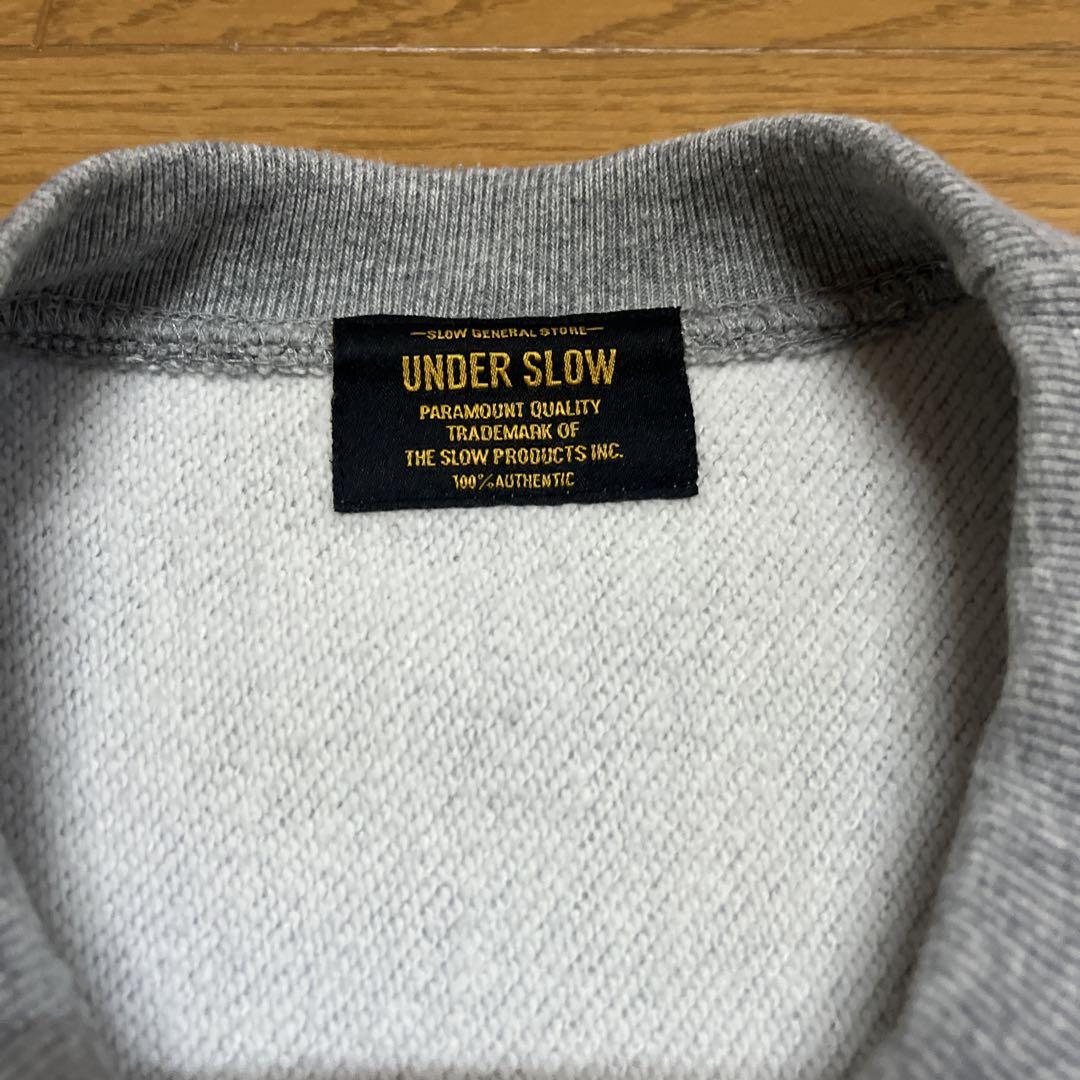 —SLOW GENERAL STORE—
UNDER SLOW
PARAMOUNT QUALITY
TRADEMARK OF
THE SLOW PRODUCTS INC.
100% AUTHENTIC